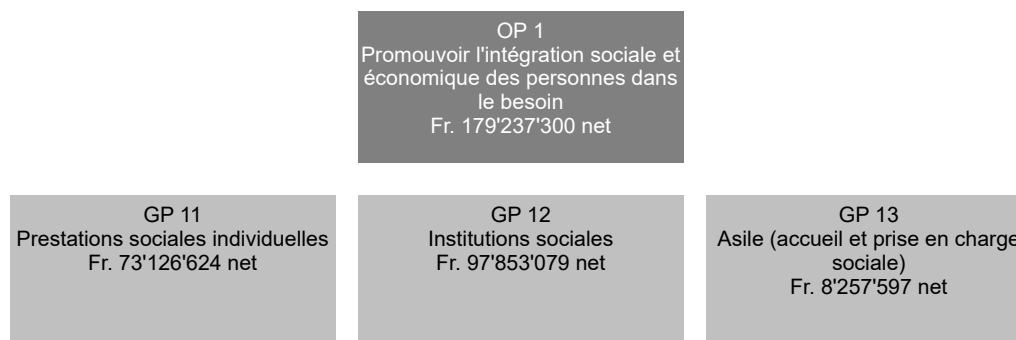 OP 1
Promouvoir l'intégration sociale et
économique des personnes dans
le besoin
Fr. 179'237'300 net
GP 11
Prestations sociales individuelles
Fr. 73'126'624 net
GP 12
Institutions sociales
Fr. 97'853'079 net
GP 13
Asile (accueil et prise en charge
sociale)
Fr. 8'257'597 net